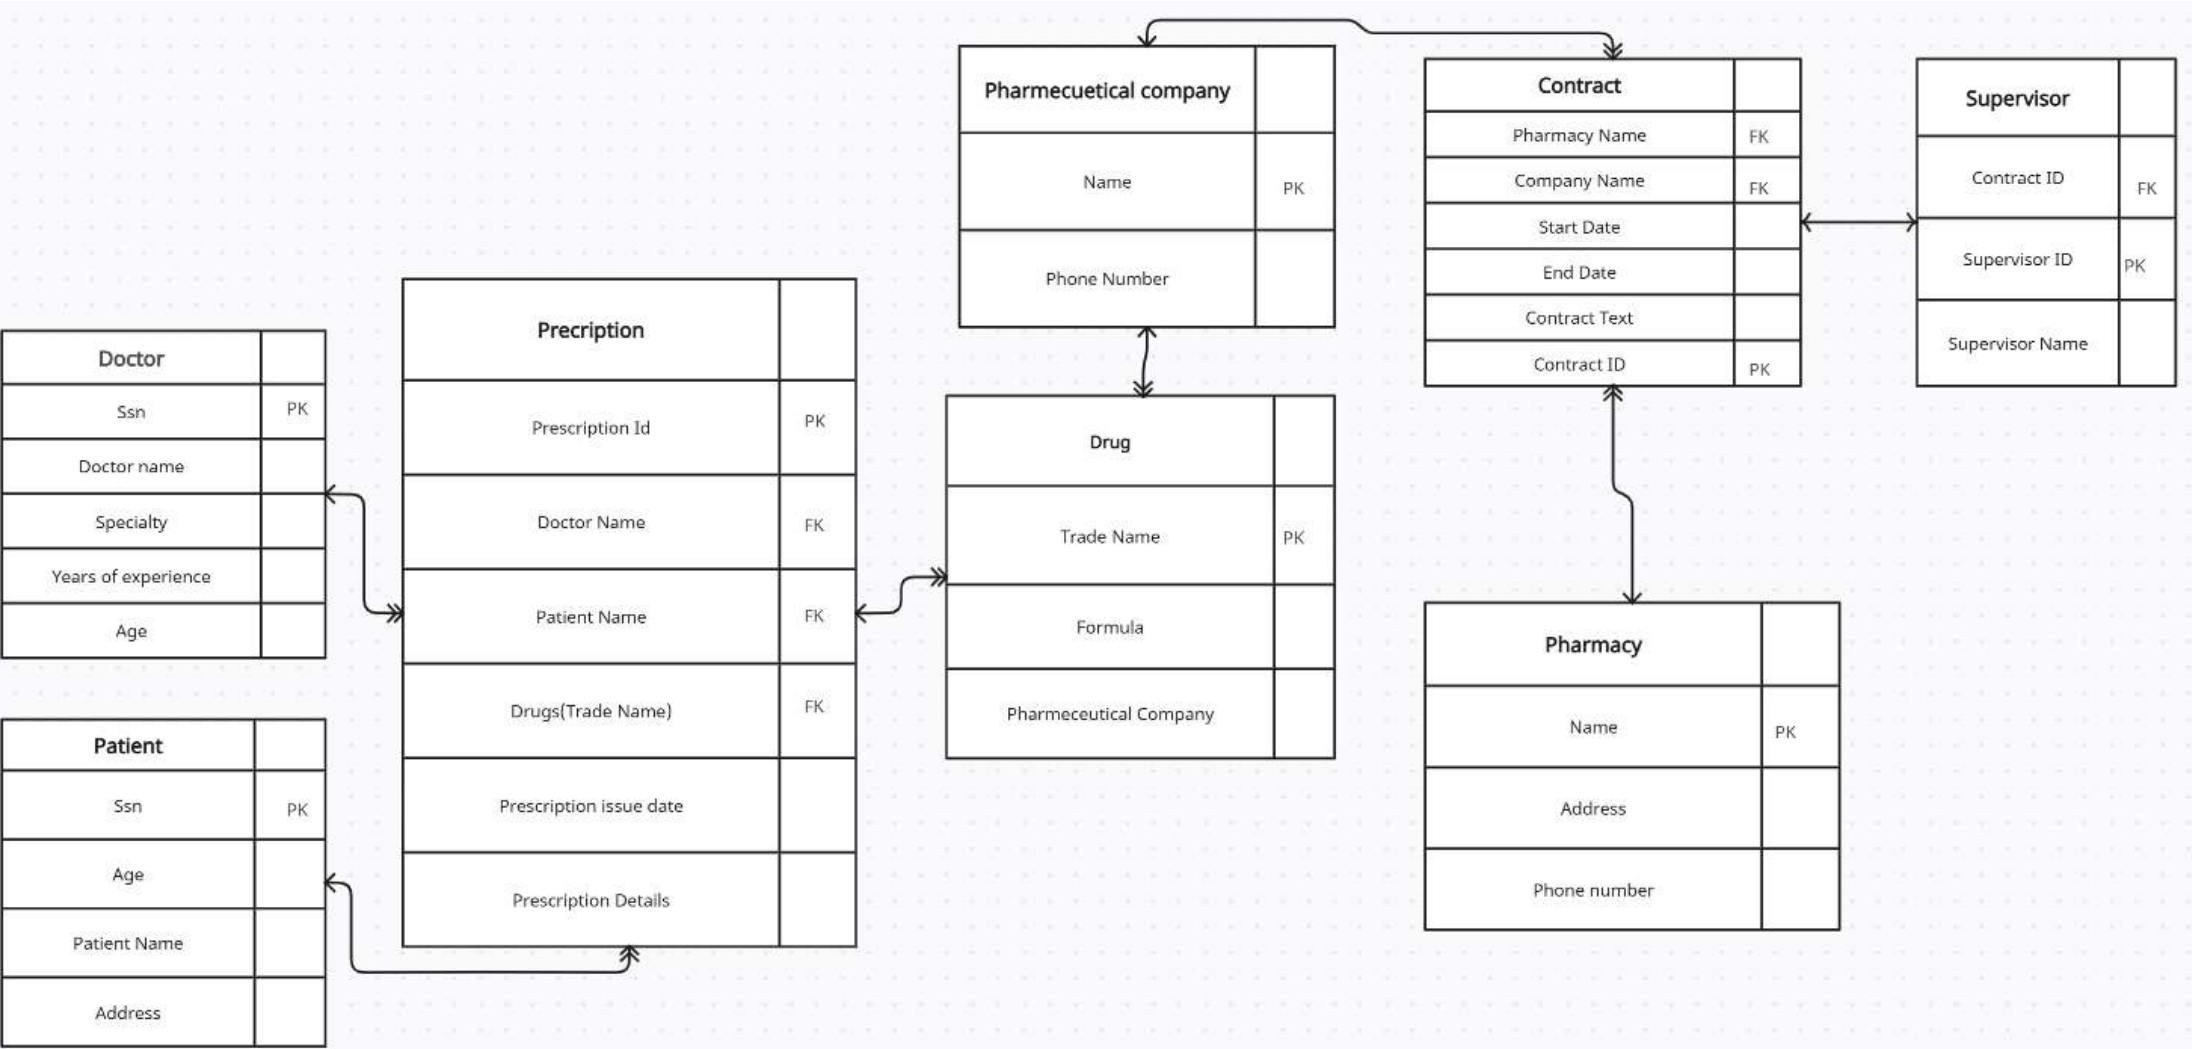 Doctor
Ssn PK
Doctor name
Specialty
Years of experience
Age
Patient
Ssn PK
Age
Patient Name
Address
Precription
Prescription Id PK
Doctor Name FK
Patient Name FK
Drugs(Trade Name) FK
Prescription issue date
Prescription Details
Pharmecuetical company
Name PK
Phone Number
Drug
Trade Name PK
Formula
Pharmeceutical Company
Contract
Pharmacy Name FK
Company Name FK
Start Date
End Date
Contract Text
Contract ID PK
Pharmacy
Name PK
Address
Phone number
Supervisor
Contract ID FK
Supervisor ID PK
Supervisor Name